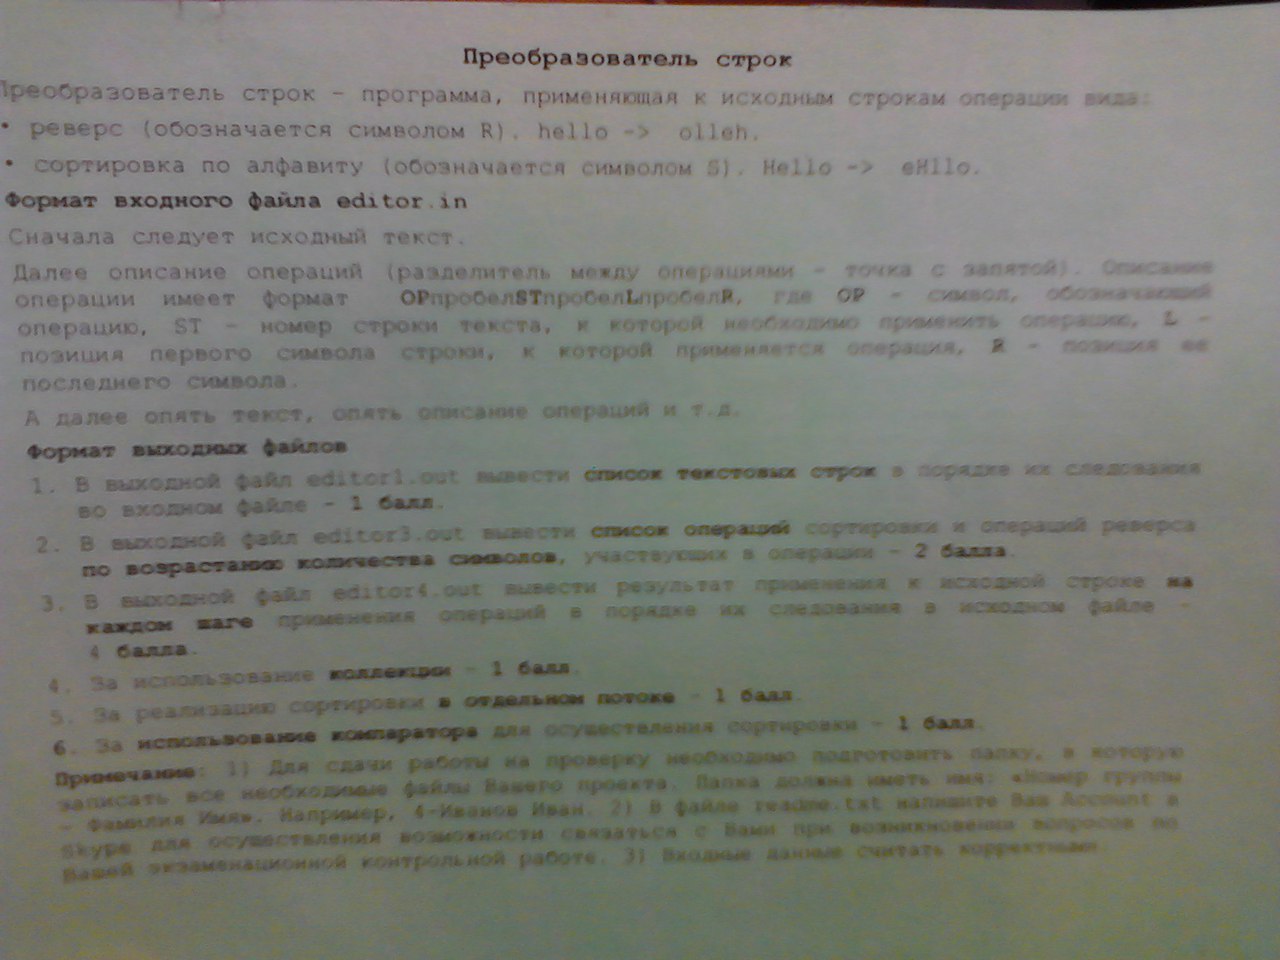 Преобразователь строк
Преобразователь строк – программа, применяющая к исходным строкам операции вида:
• реверс (обозначается символом R). hello -> olleh.
• сортировка по алфавиту (обозначается символом S). Hello -> eHllo.
Формат входного файла editor.in
Сначала следует исходный текст.
Далее описание операций (разделитель между операциями – точка с запятой). Описание
операции имеет формат OPпробелSTпробелLпробелR, где OP – символ, обозначающий
операцию, ST – номер строки текста, к которой необходимо применить операцию, L –
позиция первого символа строки, к которой применяется операция, R – позиция ее
последнего символа.
А далее опять текст, опять описание операций и т.д.
Формат выходных файлов
1. В выходной файл editor1.out вывести список текстовых строк в порядке их следования
во входном файле – 1 балл.
2. В выходной файл editor3.out вывести список операций сортировки и операций реверса
по возрастанию количества символов, участвующих в операции – 2 балла.
3. В выходной файл editor4.out вывести результат применения к исходной строке на
каждом шаге применения операций в порядке их следования в исходном файле –
4 балла.
4. За использование коллекции – 1 балл.
5. За реализацию сортировки в отдельном потоке – 1 балл.
6. За использование компаратора для осуществления сортировки – 1 балл.
Примечание: 1) Для сдачи работы на проверку необходимо подготовить папку, в которую
записать все необходимые файлы Вашего проекта. Папка должна иметь имя: «Номер группы
– Фамилия Имя». Например, 4-Иванов Иван. 2) В файле readme.txt напишите Ваш Account в
Skype для осуществления возможности связаться с Вами при возникновении вопросов по
Вашей экзаменационной контрольной работе. 3) Входные данные считать корректными